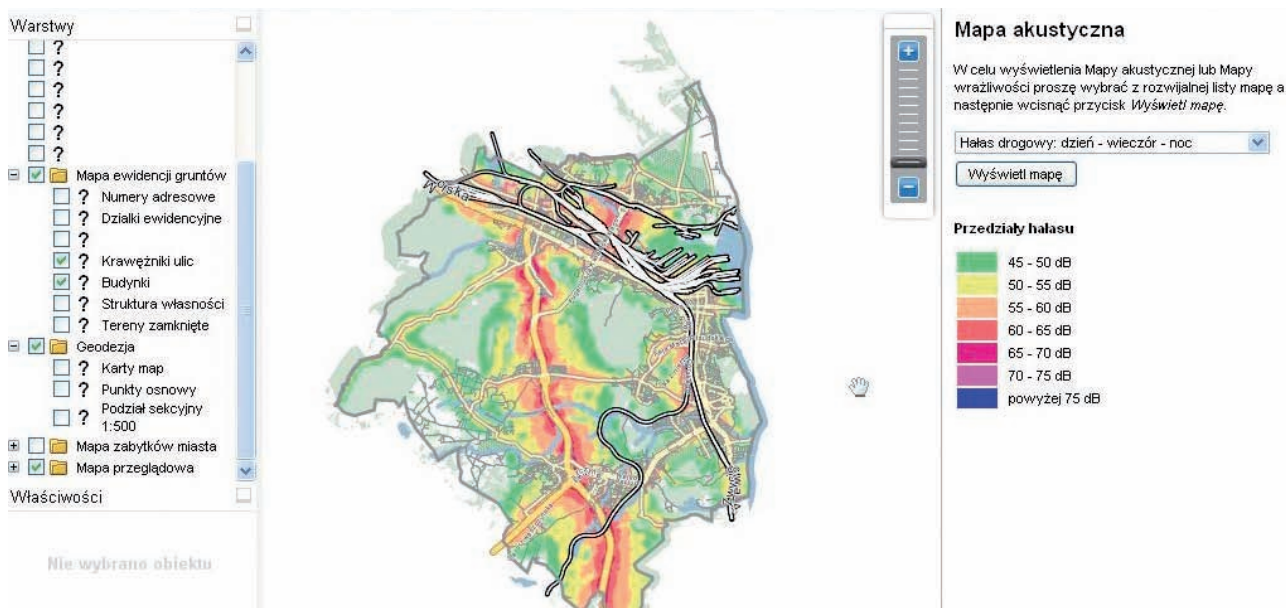 Warstwy
?
?
?
?
?
?
Mapa ewidencji gruntów
? Numery adresowe
? Działki ewidencyjne
?
? Krawężniki ulic
? Budynki
? Struktura własności
? Tereny zamknięte
Geodezja
? Karty map
? Punkty osnowy
? Podział sekcyjny
1:500
Mapa zabytków miasta
Mapa przeglądowa
Właściwości
Nie wybrano obiektu
Mapa akustyczna
W celu wyświetlenia Mapy akustycznej lub Mapy
wrażliwości proszę wybrać z rozwijalnej listy mapę a
następnie wcisnąć przycisk Wyświetl mapę.
Hałas drogowy: dzień - wieczór - noc
Wyświetl mapę
Przedziały hałasu
45 - 50 dB
50 - 55 dB
55 - 60 dB
60 - 65 dB
65 - 70 dB
70 - 75 dB
powyżej 75 dB